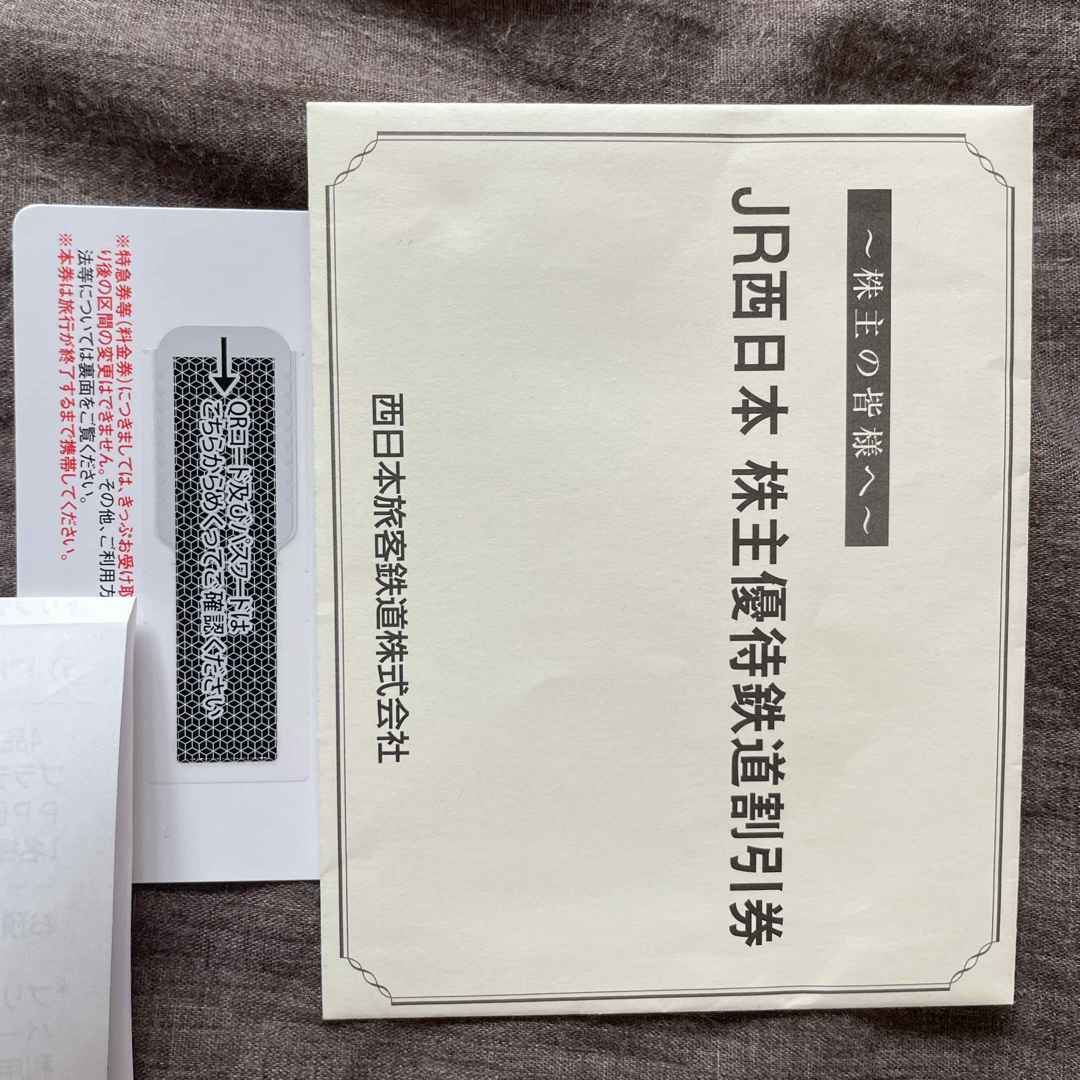 ～株主の皆様へ～
JR西日本 株主優待鉄道割引券
西日本旅客鉄道株式会社
QRコード及びパスワードは
こちらからめくってご確認ください
※特急券等(料金券)につきましては、きっぷお受け取
り後の区間の変更はできません。その他、ご利用方
法等については裏面をご覧ください。
※本券は旅行が終了するまで携帯してください。